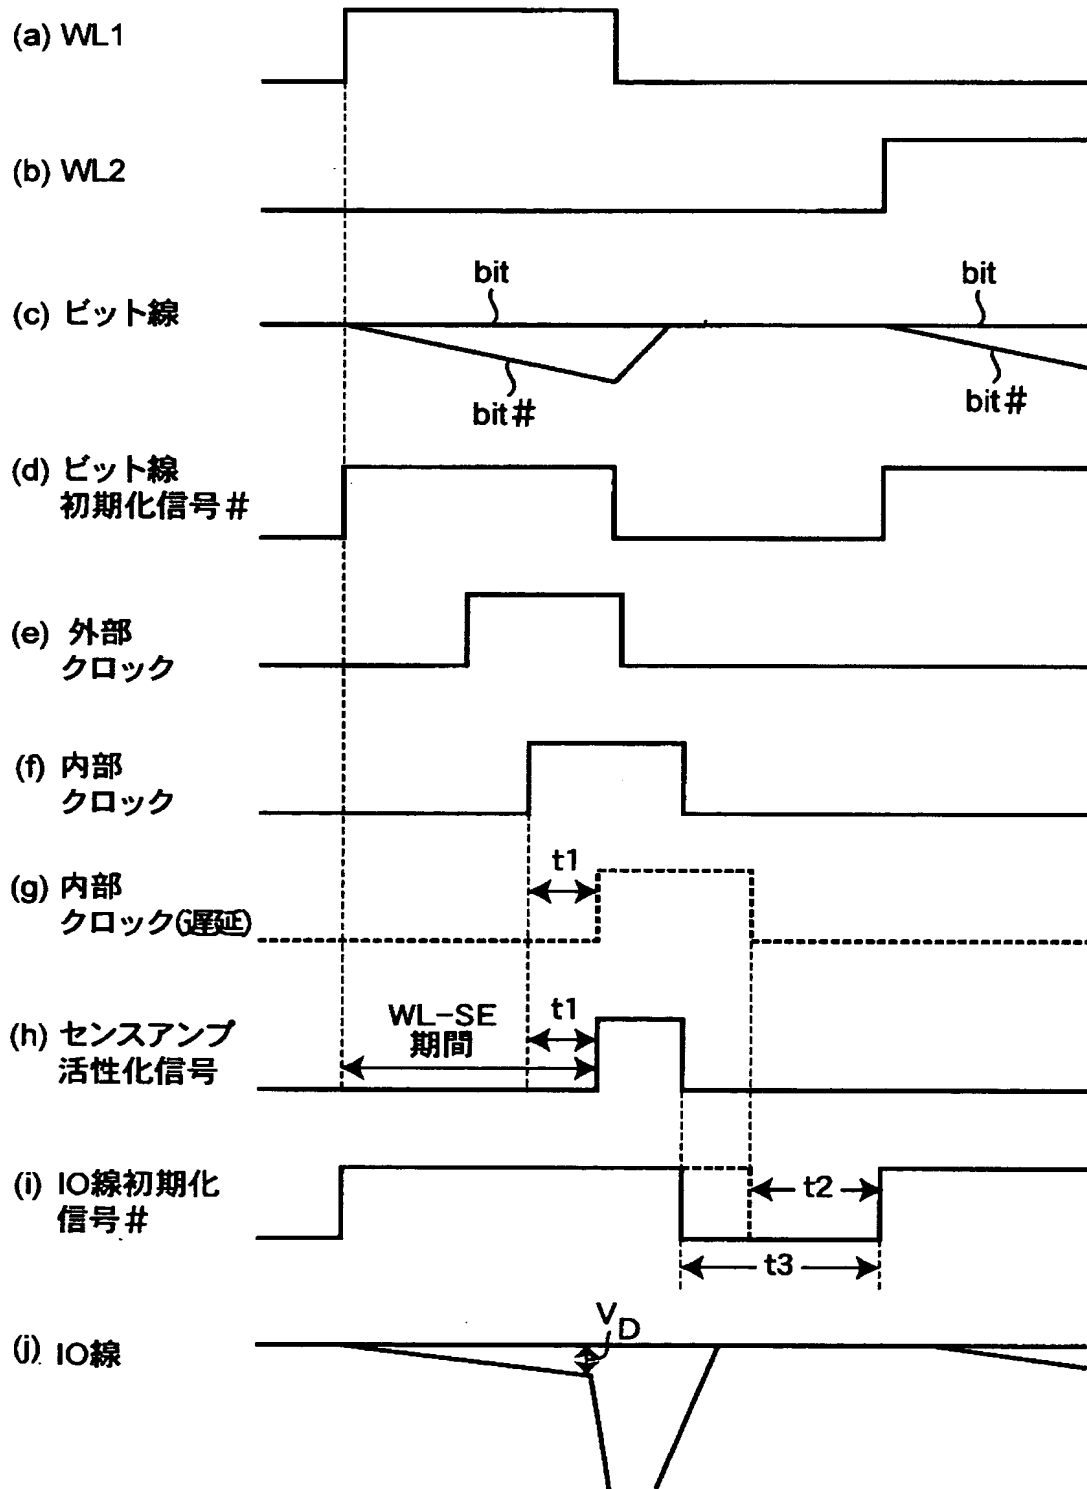 (a) WL1
(b) WL2
bit
bit
(c) ビット線
bit#
bit#
(d) ビット線
初期化信号#
(e) 外部
クロック
(f) 内部
クロック
t1
(g) 内部
クロック(遅延)
t1
WL-SE
期間
(h) センスアンプ
活性化信号
(i) IO線初期化
信号#
t2
t3
VD
(j) IO線